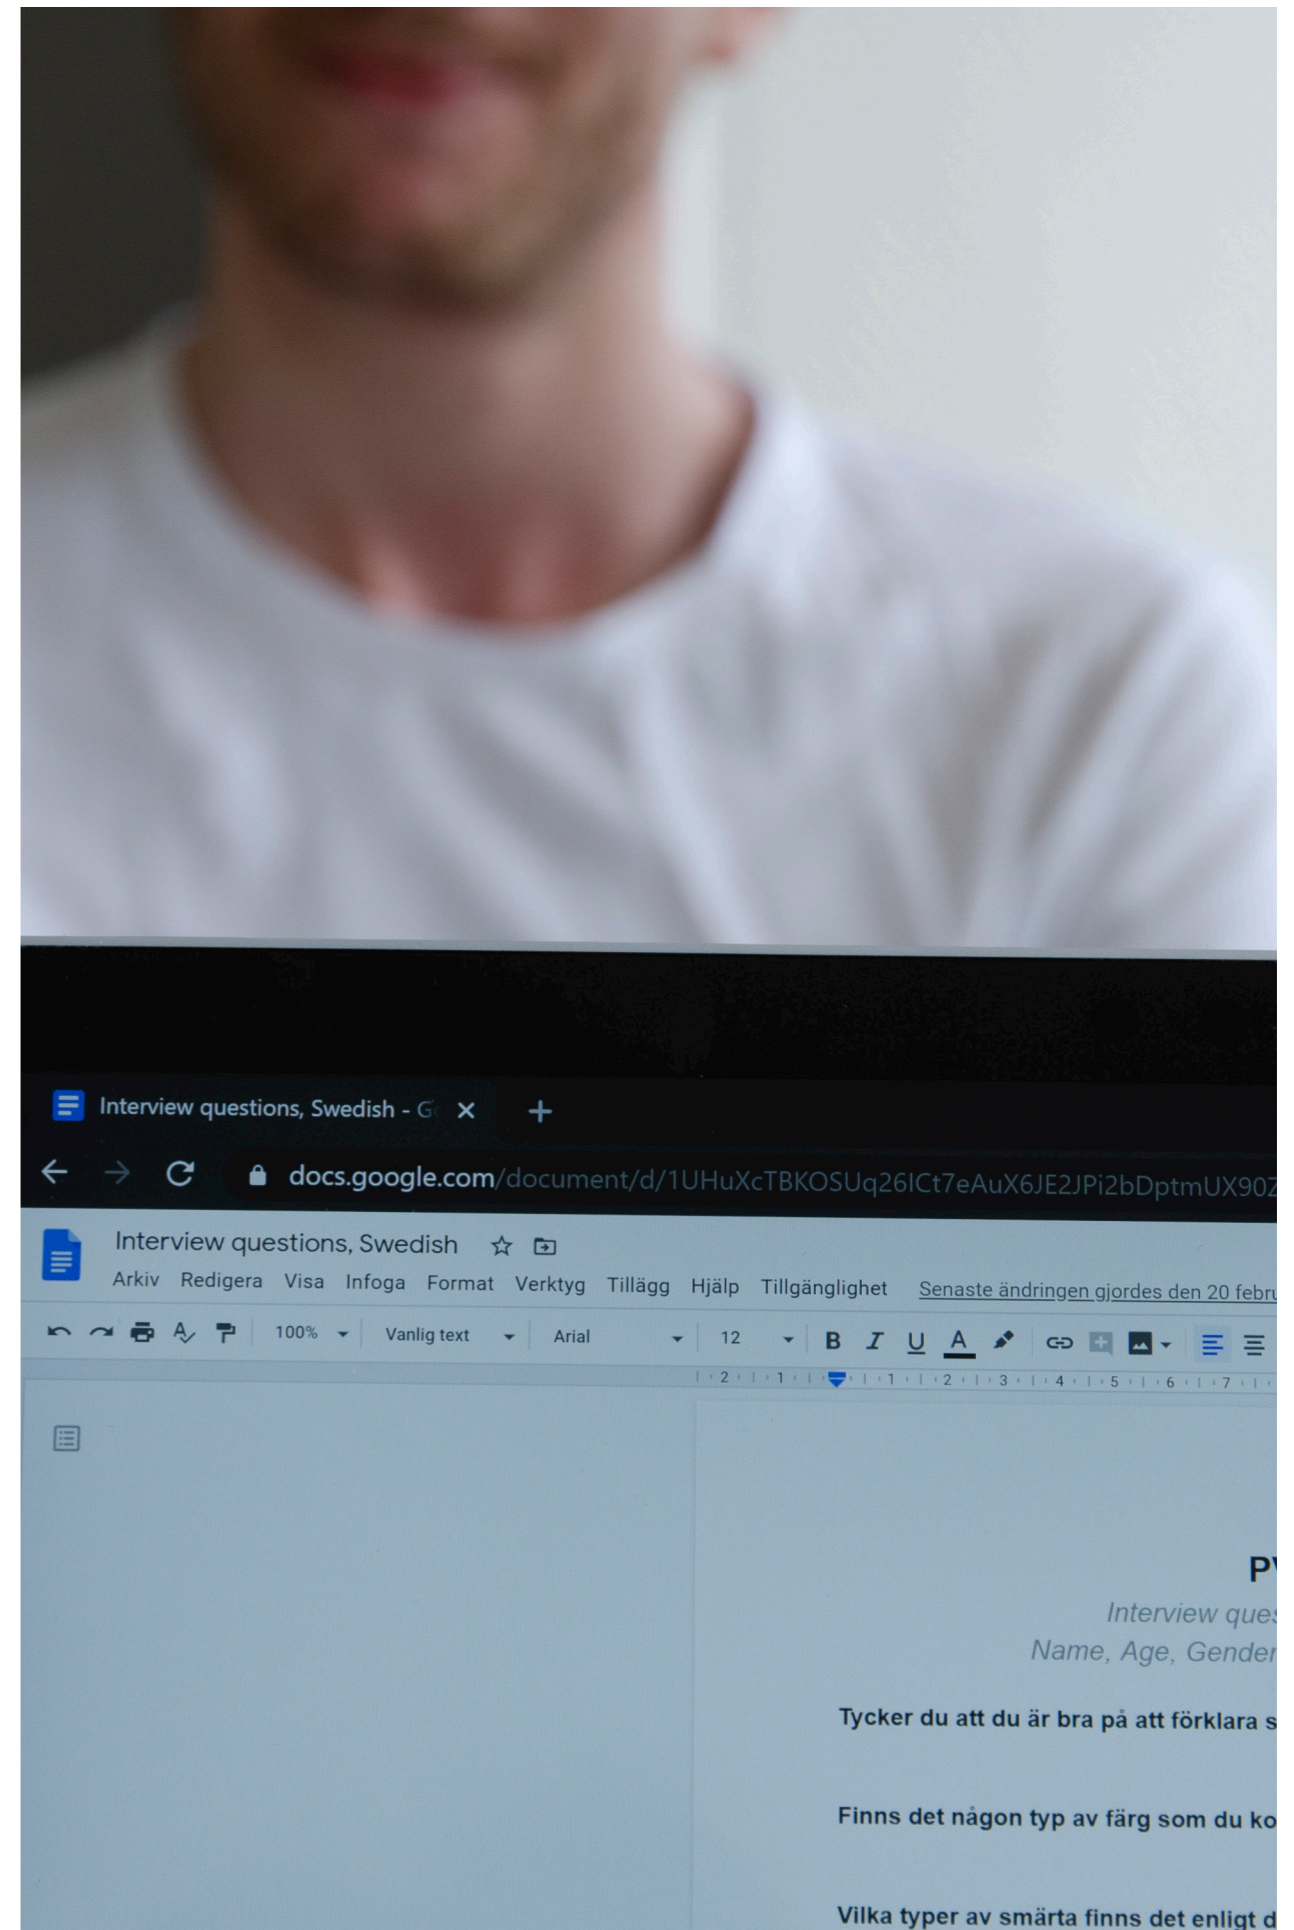 Interview questions, Swedish - G
docs.google.com/document/d/1UHuXcTBKOSUq26ICt7eAuX6JE2JPi2bDptmUX90Z
Interview questions, Swedish
Arkiv Redigera Visa Infoga Format Verktyg Tillägg Hjälp Tillgänglighet Senaste ändringen gjordes den 20 febru
100% Vanlig text Arial 12 B I U A
2 1 1 2 3 4 5 6 7
P
Interview ques
Name, Age, Gender
Tycker du att du är bra på att förklara s
Finns det någon typ av färg som du ko
Vilka typer av smärta finns det enligt d